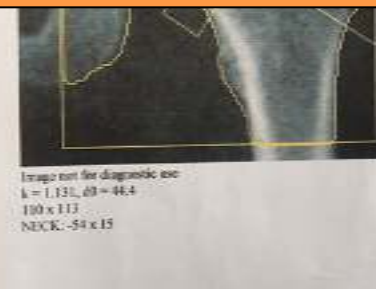 Image not for diagnostic use
k = 1.131, d0 = 44.4
110 x 113
NECK: -54 x 15